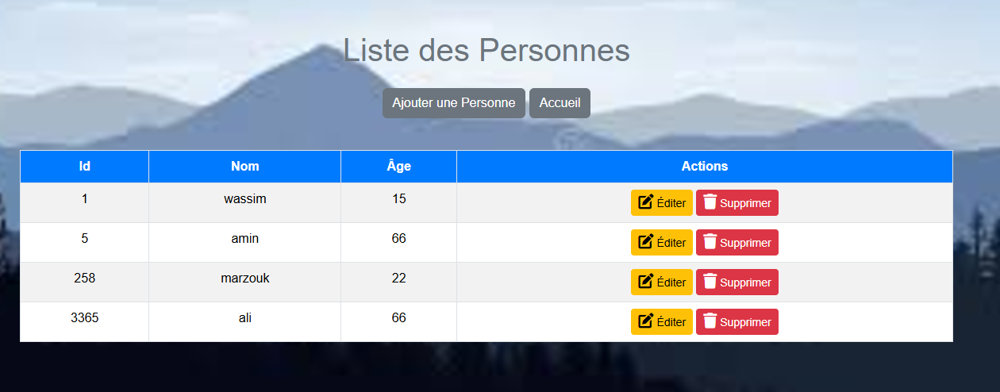 Liste des Personnes
Ajouter une Personne Accueil
Id Nom Âge Actions
1 wassim 15 Éditer Supprimer
5 amin 66 Éditer Supprimer
258 marzouk 22 Éditer Supprimer
3365 ali 66 Éditer Supprimer